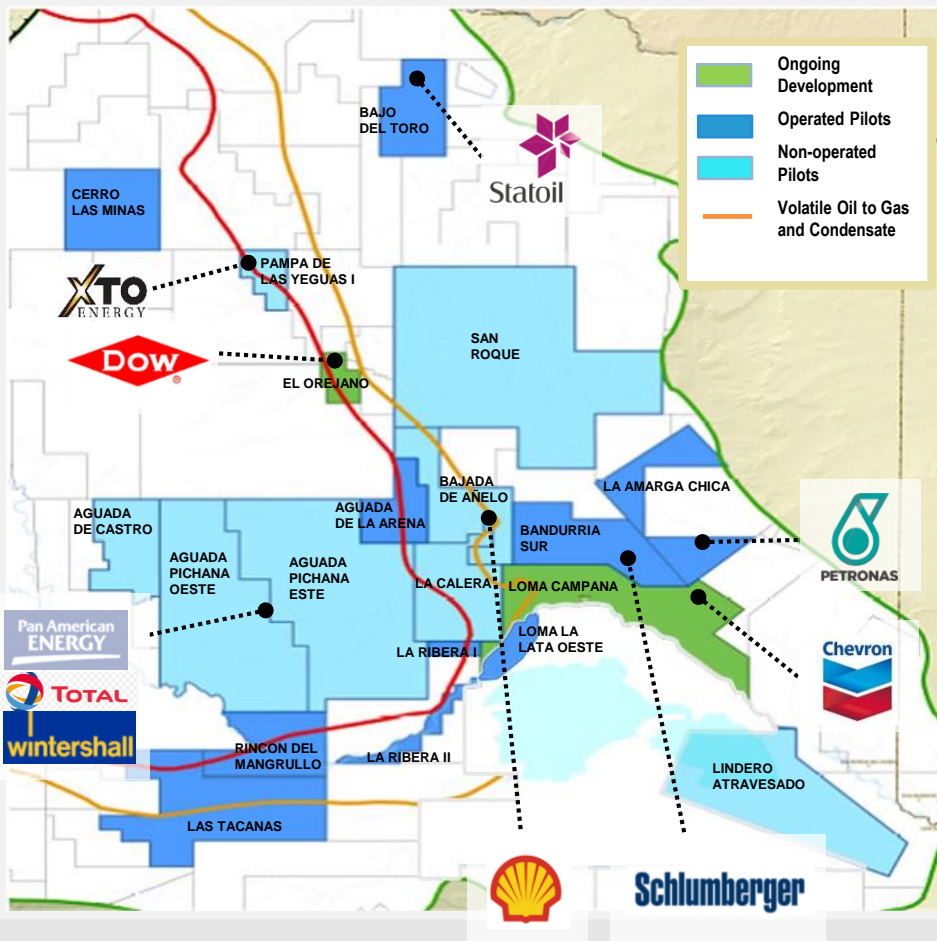 Ongoing
Development
Operated Pilots
Non-operated
Pilots
Volatile Oil to Gas
and Condensate
BAJO
DEL TORO
Statoil
CERRO
LAS MINAS
PAMPA DE
LAS YEGUAS I
XTO
ENERGY
DOW
®
EL OREJANO
SAN
ROQUE
LA AMARGA CHICA
BAJADA
DE AÑELO
AGUADA
DE LA ARENA
BANDURRIA
SUR
AGUADA
DE CASTRO
AGUADA
PICHANA
OESTE
AGUADA
PICHANA
ESTE
LA CALERA
LOMA CAMPANA
PETRONAS
Pan American
ENERGY
TOTAL
wintershall
LA RIBERA I
LOMA LA
LATA OESTE
Chevron
RINCON DEL
MANGRULLO
LA RIBERA II
LINDERO
ATRAVESADO
LAS TACANAS
Schlumberger